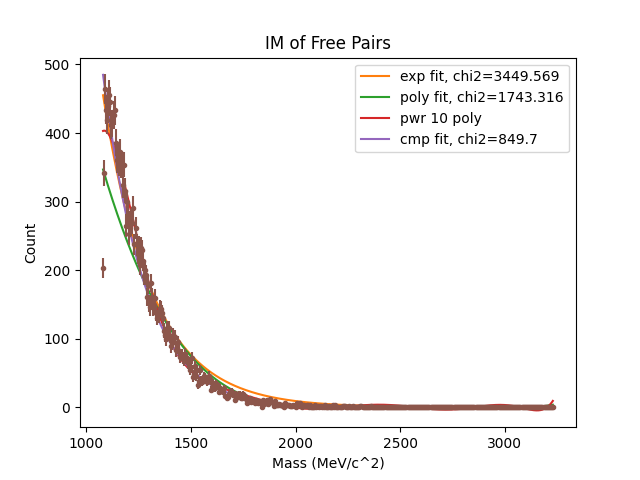 IM of Free Pairs
exp fit, chi2=3449.569
poly fit, chi2=1743.316
pwr 10 poly
cmp fit, chi2=849.7
500
400
300
200
100
0
Count
1000 1500 2000 2500 3000
Mass (MeV/c^2)